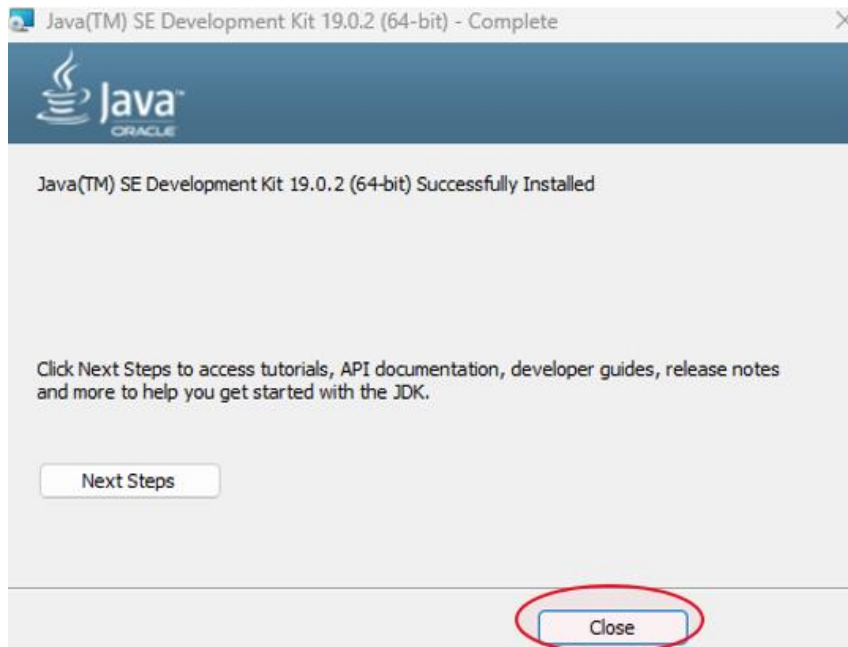 Java(TM) SE Development Kit 19.0.2 (64-bit) - Complete
Java™
ORACLE
Java(TM) SE Development Kit 19.0.2 (64-bit) Successfully Installed
Click Next Steps to access tutorials, API documentation, developer guides, release notes
and more to help you get started with the JDK.
Next Steps
Close